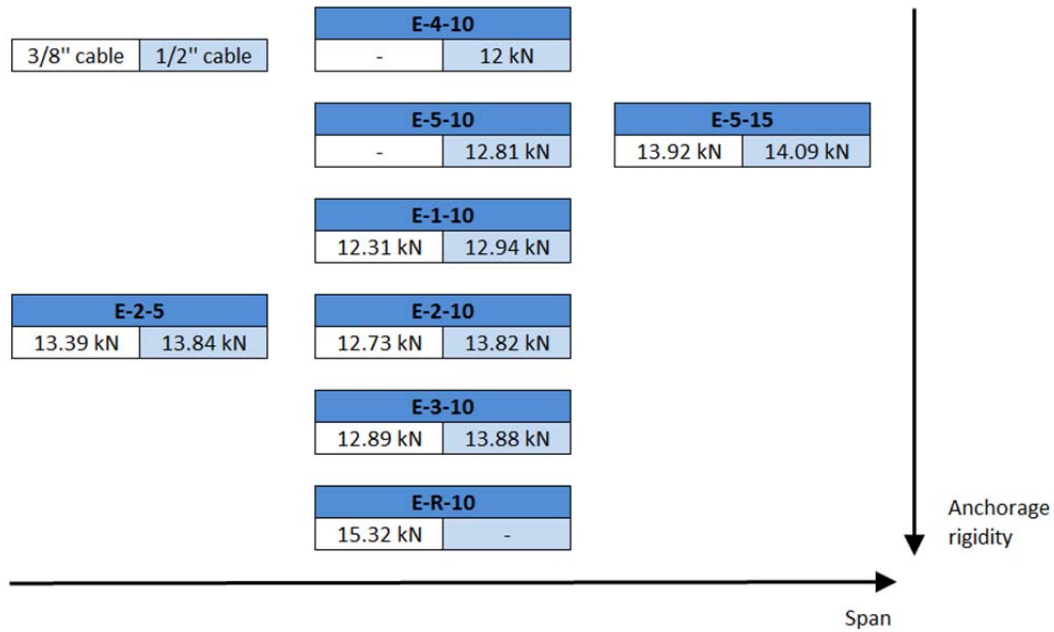 E-4-10
3/8" cable 1/2" cable - 12 kN
E-5-10 E-5-15
- 12.81 kN 13.92 kN 14.09 kN
E-1-10
12.31 kN 12.94 kN
E-2-5 E-2-10
13.39 kN 13.84 kN 12.73 kN 13.82 kN
E-3-10
12.89 kN 13.88 kN
E-R-10
15.32 kN -
Anchorage
rigidity
Span